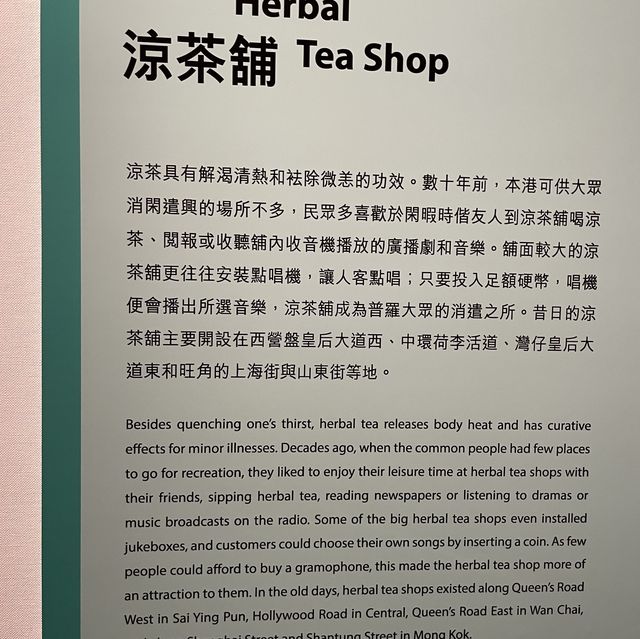 Herbal
涼茶舖 Tea Shop
涼茶具有解渴清熱和祛除微恙的功效。數十年前，本港可供大眾
消閑遣興的場所不多，民眾多喜歡於閑暇時偕友人到涼茶舖喝涼
茶、閲報或收聽舖內收音機播放的廣播劇和音樂。舖面較大的涼
茶舖更往往安裝點唱機，讓人客點唱；只要投入足額硬幣，唱機
便會播出所選音樂，涼茶舖成為普羅大眾的消遣之所。昔日的涼
茶舖主要開設在西營盤皇后大道西、中環荷李活道、灣仔皇后大
道東和旺角的上海街與山東街等地。
Besides quenching one's thirst, herbal tea releases body heat and has curative
effects for minor illnesses. Decades ago, when the common people had few places
to go for recreation, they liked to enjoy their leisure time at herbal tea shops with
their friends, sipping herbal tea, reading newspapers or listening to dramas or
music broadcasts on the radio. Some of the big herbal tea shops even installed
jukeboxes, and customers could choose their own songs by inserting a coin. As few
people could afford to buy a gramophone, this made the herbal tea shop more of
an attraction to them. In the old days, herbal tea shops existed along Queen's Road
West in Sai Ying Pun, Hollywood Road in Central, Queen's Road East in Wan Chai,
Shanghai Street and Shantung Street in Mong Kok.